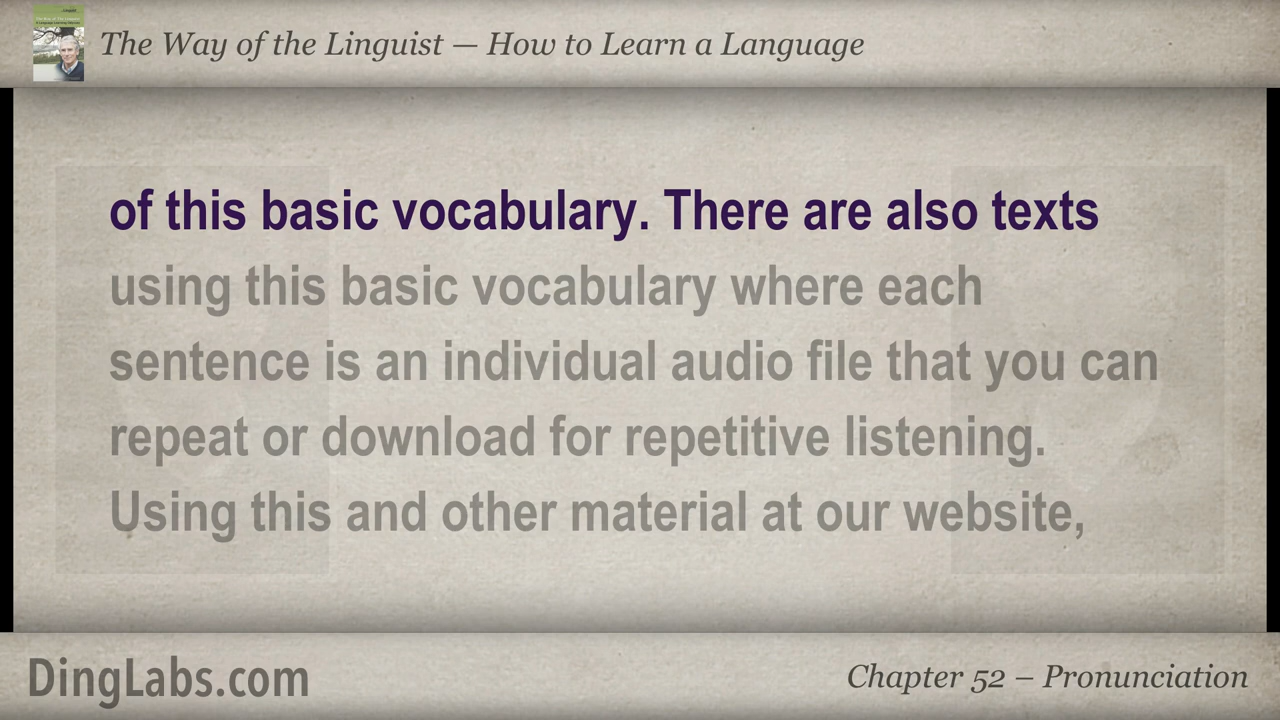 The Way of the Linguist — How to Learn a Language
of this basic vocabulary. There are also texts
using this basic vocabulary where each
sentence is an individual audio file that you can
repeat or download for repetitive listening.
Using this and other material at our website,
DingLabs.com
Chapter 52 – Pronunciation